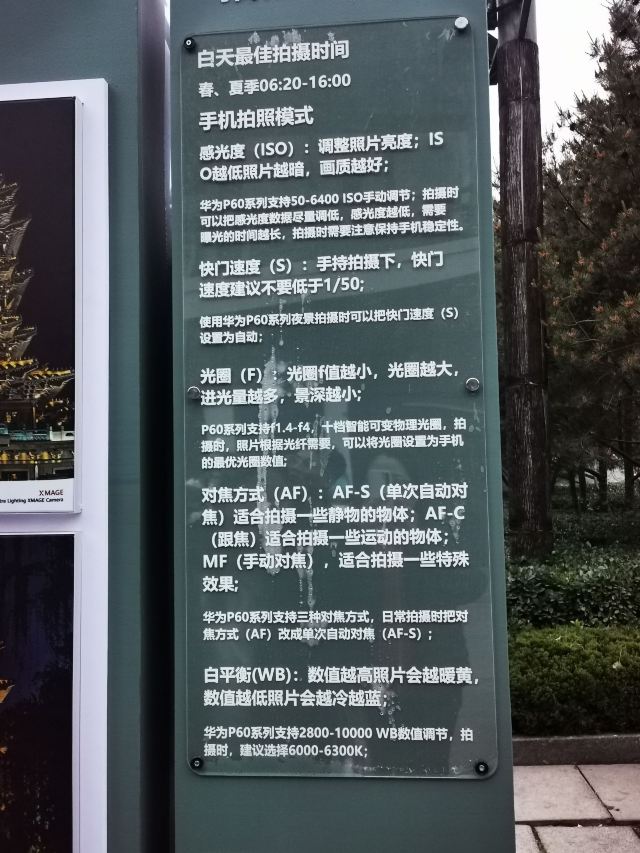 白天最佳拍摄时间
春、夏季06:20-16:00
手机拍照模式
感光度（ISO）：调整照片亮度；IS
O越低照片越暗，画质越好；
华为P60系列支持50-6400 ISO手动调节；拍摄时
可以把感光度数据尽量调低，感光度越低，需要
曝光的时间越长，拍摄时需要注意保持手机稳定性。
快门速度（S）：手持拍摄下，快门
速度建议不要低于1/50;
使用华为P60系列夜景拍摄时可以把快门速度（S）
设置为自动；
光圈（F）：光圈f值越小，光圈越大，
进光量越多，景深越小；
P60系列支持f1.4-f4，十档智能可变物理光圈，拍
摄时，照片根据光纤需要，可以将光圈设置为手机
的最优光圈数值；
对焦方式（AF）：AF-S（单次自动对
焦）适合拍摄一些静物的物体；AF-C
（跟焦）适合拍摄一些运动的物体；
MF（手动对焦），适合拍摄一些特殊
效果；
华为P60系列支持三种对焦方式，日常拍摄时把对
焦方式（AF）改成单次自动对焦（AF-S）；
白平衡(WB)：数值越高照片会越暖黄，
数值越低照片会越冷越蓝；
华为P60系列支持2800-10000 WB数值调节，拍
摄时，建议选择6000-6300K；
XMAGE
Lighting XMAGE Camera